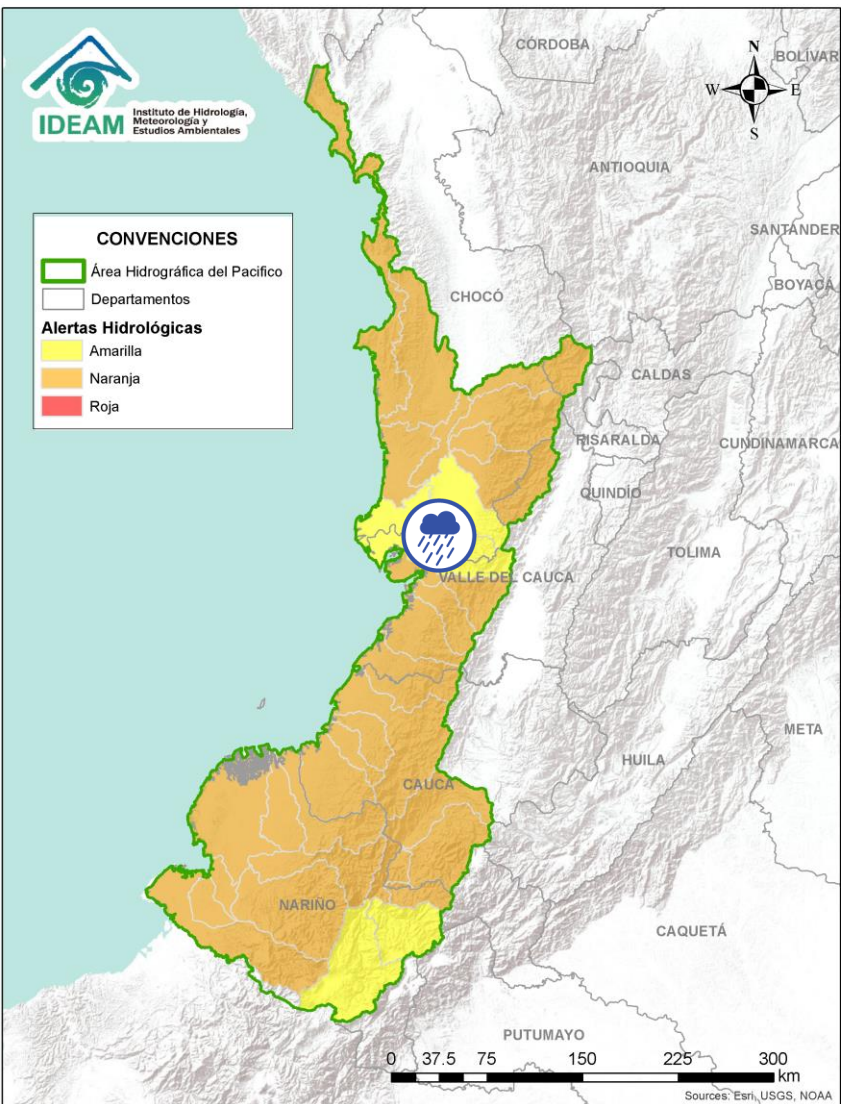 IDEAM
Instituto de Hidrología,
Meteorología y
Estudios Ambientales
CÓRDOBA
BOLÍVAR
N
W
E
S
ANTIOQUIA
SANTANDER
BOYACÁ
CONVENCIONES
Área Hidrográfica del Pacifico
Departamentos
Alertas Hidrológicas
Amarilla
Naranja
Roja
CHOCÓ
CALDAS
RISARALDA
CUNDINAMARCA
QUINDÍO
TOLIMA
VALLE DEL CAUCA
META
HUILA
CAUCA
NARIÑO
CAQUETÁ
PUTUMAYO
0 37.5 75 150 225 300
km
Sources: Esri, USGS, NOAA